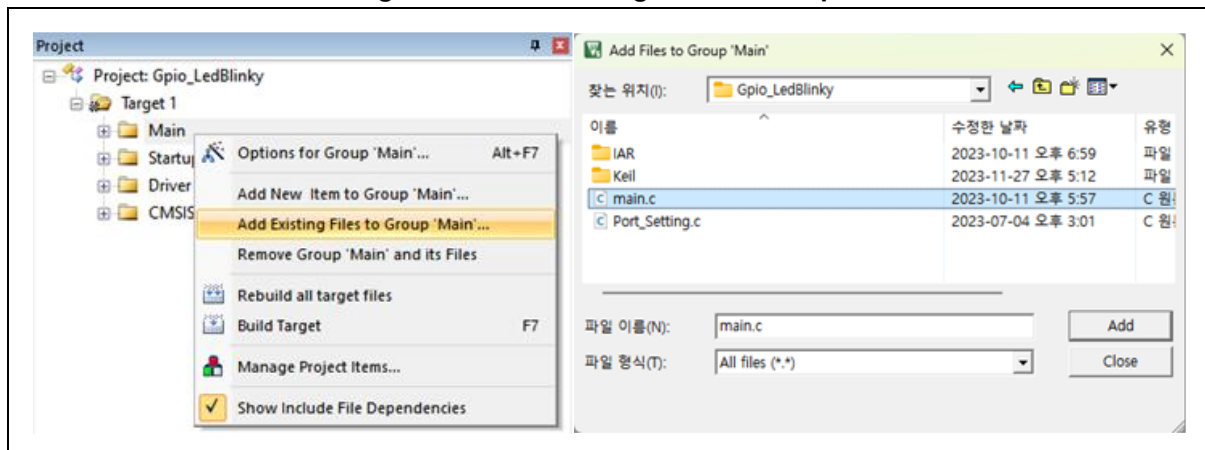 Project
Project: Gpio_LedBlinky
Target 1
Main
Startu
Driver
CMSIS
Options for Group 'Main'... Alt+F7
Add New Item to Group 'Main'...
Add Existing Files to Group 'Main'...
Remove Group 'Main' and its Files
Rebuild all target files
Build Target F7
Manage Project Items...
Show Include File Dependencies
Add Files to Group 'Main'
찾는 위치(I): Gpio_LedBlinky
이름 수정한 날짜 유형
IAR 2023-10-11 오후 6:59 파일
Keil 2023-11-27 오후 5:12 파일
main.c 2023-10-11 오후 5:57 C 원
Port_Setting.c 2023-07-04 오후 3:01 C 원
파일 이름(N): main.c Add
파일 형식(T): All files (*.*) Close